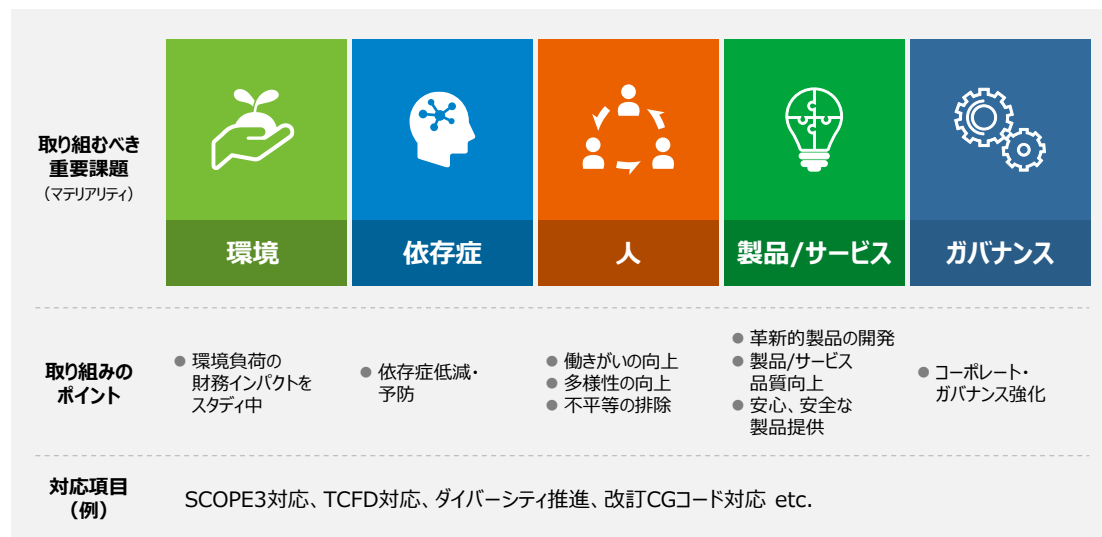 取り組むべき
重要課題
（マテリアリティ）
環境
依存症
人
製品/サービス
ガバナンス
取り組みの
ポイント
● 環境負荷の
財務インパクトを
スタディ中
● 依存症低減・
予防
● 働きがいの向上
● 多様性の向上
● 不平等の排除
● 革新的製品の開発
● 製品/サービス
品質向上
● 安心、安全な
製品提供
● コーポレート・
ガバナンス強化
対応項目
（例）
SCOPE3対応、TCFD対応、ダイバーシティ推進、改訂CGコード対応 etc.